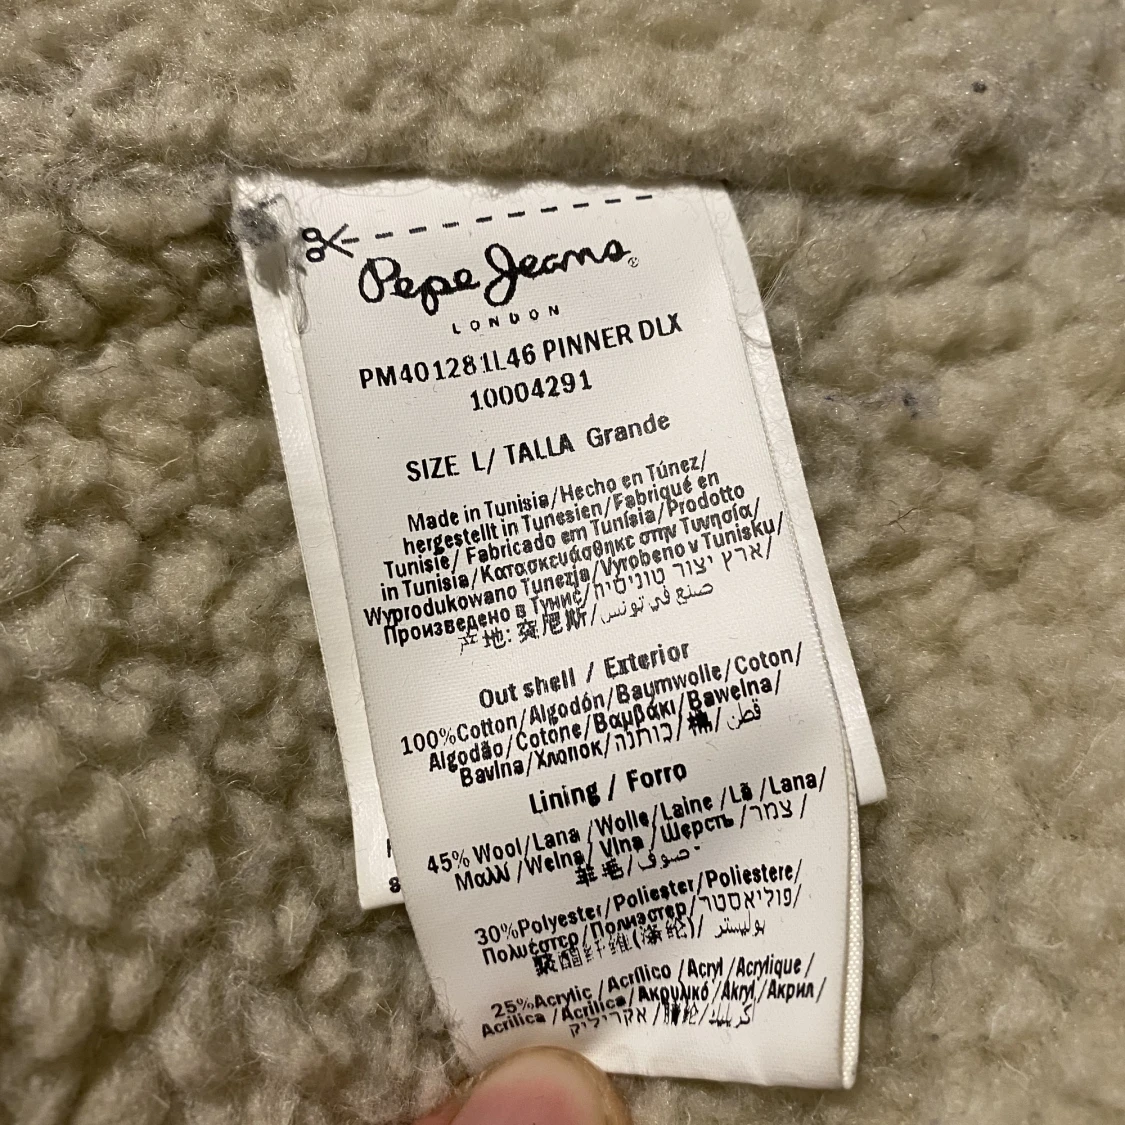 Pepe Jeans®
LONDON
PM401281L46 PINNER DLX
10004291
SIZE L/ TALLA Grande
Made in Tunisia/Hecho en Túnez/
hergestellt in Tunesien/Fabriqué en
Tunisie/ Fabricado em Tunísia/Prodotto
in Tunisia/Κατασκευάσθηκε στην Τυνησία/
Wyprodukowano Tunezja/Vyrobeno v Tunisku/
Произведено в Тунис/ארץ יצור טוניסיה/
产地: 突尼斯/صنع في تونس
Out shell / Exterior
100%Cotton/Algodón/Baumwolle/Coton/
Algodão/Cotone/Βαμβάκι/Bawełna/
Bavlna/Хлопок/כותנה/棉/قطن
Lining / Forro
45% Wool/Lana /Wolle/Laine /Lã /Lana/
Μαλλί /Wełna/ Vlna /Шерсть /צמר /
羊毛/صوف
30%Polyester/Poliester/Poliestere/
Πολυέστερ/Полиэстер/פוליאסטר/
聚酯纤维(涤纶)/ بوليستر
25%Acrylic /Acrílico /Acryl /Acrylique /
Acrilica /Acrílica/Ακρυλικό /Akryl /Акрил/
אקריליק /腈纶/
8